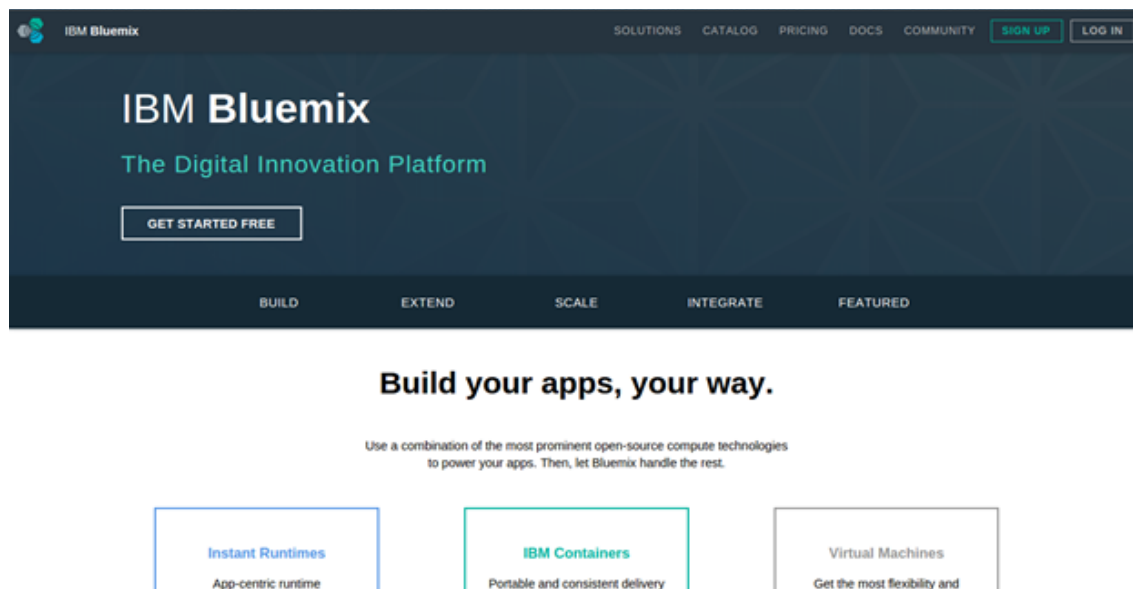 IBM Bluemix
SOLUTIONS CATALOG PRICING DOCS COMMUNITY SIGN UP LOG IN
IBM Bluemix
The Digital Innovation Platform
GET STARTED FREE
BUILD EXTEND SCALE INTEGRATE FEATURED
Build your apps, your way.
Use a combination of the most prominent open-source compute technologies
to power your apps. Then, let Bluemix handle the rest.
Instant Runtimes
App-centric runtime
IBM Containers
Portable and consistent delivery
Virtual Machines
Get the most flexibility and